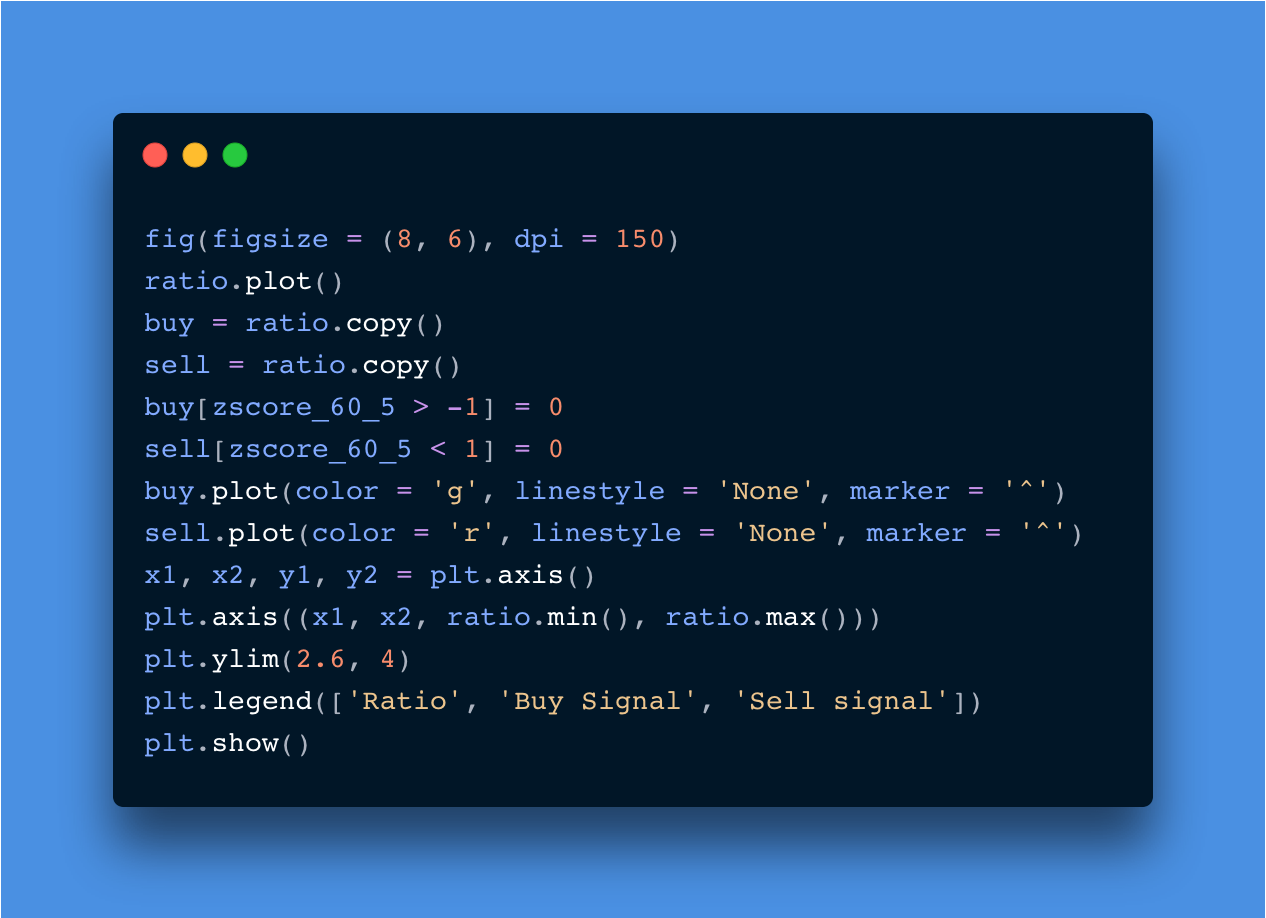 fig(figsize = (8, 6), dpi = 150)
ratio.plot()
buy = ratio.copy()
sell = ratio.copy()
buy[zscore_60_5 > -1] = 0
sell[zscore_60_5 < 1] = 0
buy.plot(color = 'g', linestyle = 'None', marker = '^')
sell.plot(color = 'r', linestyle = 'None', marker = '^')
x1, x2, y1, y2 = plt.axis()
plt.axis((x1, x2, ratio.min(), ratio.max()))
plt.ylim(2.6, 4)
plt.legend(['Ratio', 'Buy Signal', 'Sell signal'])
plt.show()